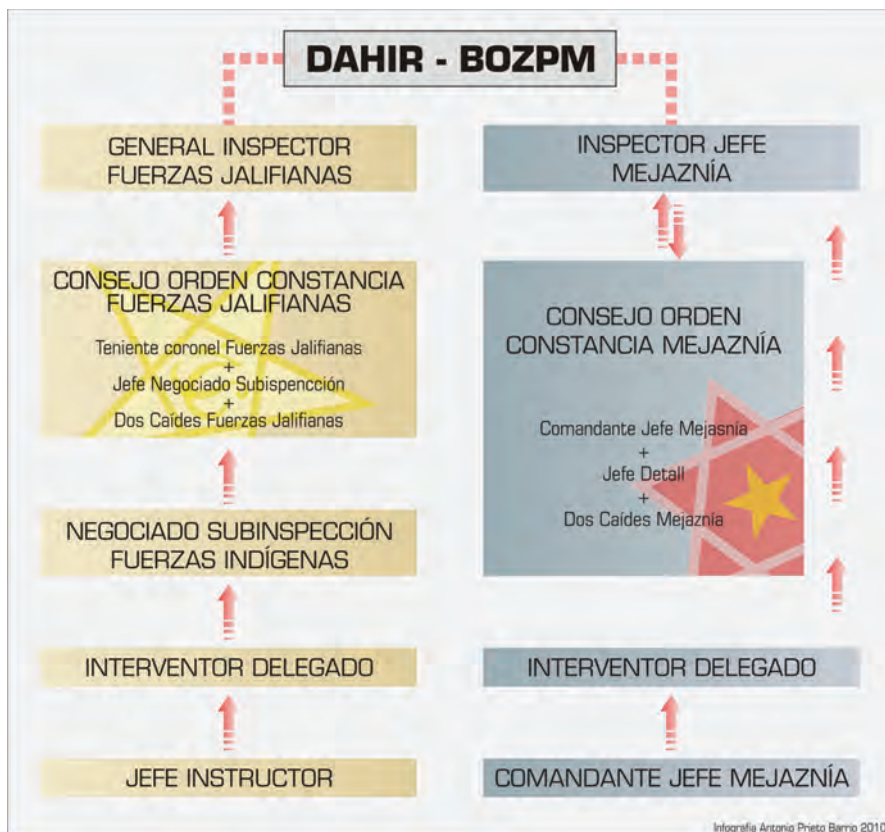 DAHIR - BOZPM
GENERAL INSPECTOR
FUERZAS JALIFIANAS
CONSEJO ORDEN CONSTANCIA
FUERZAS JALIFIANAS
Teniente coronel Fuerzas Jalifianas
+
Jefe Negociado Subispencción
+
Dos Caídes Fuerzas Jalifianas
NEGOCIADO SUBINSPECCIÓN
FUERZAS INDÍGENAS
INTERVENTOR DELEGADO
JEFE INSTRUCTOR
INSPECTOR JEFE
MEJAZNÍA
CONSEJO ORDEN
CONSTANCIA MEJAZNÍA
Comandante Jefe Mejasnía
+
Jefe Detall
+
Dos Caídes Mejaznía
INTERVENTOR DELEGADO
COMANDANTE JEFE MEJAZNÍA
Infografía Antonio Prieto Barrio 2010